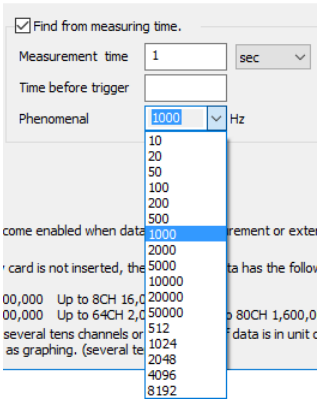 Find from measuring time.
Measurement time 1 sec
Time before trigger
Phenomenal 1000 Hz
10
20
50
100
200
500
1000
2000
5000
10000
20000
50000
512
1024
2048
4096
8192
come enabled when data urement or exter
card is not inserted, the ta has the follow
00,000 Up to 8CH 16,0
00,000 Up to 64CH 2,0 80CH 1,600,0
several tens channels or f data is in unit o
as graphing. (several te